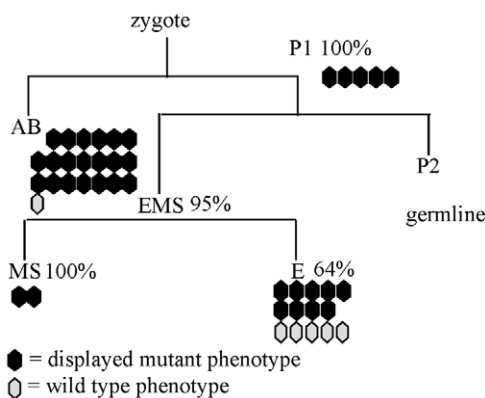 zygote
P1 100%
AB
P2
EMS 95%
germline
MS 100%
E 64%
= displayed mutant phenotype
= wild type phenotype